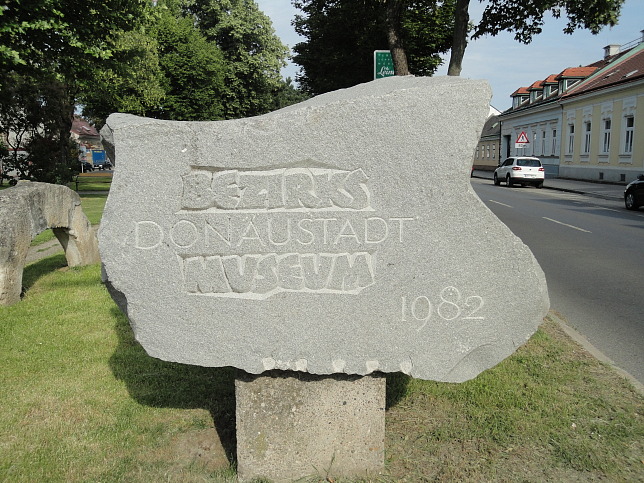 BEZIRKS
DONAUSTADT
MUSEUM
1982